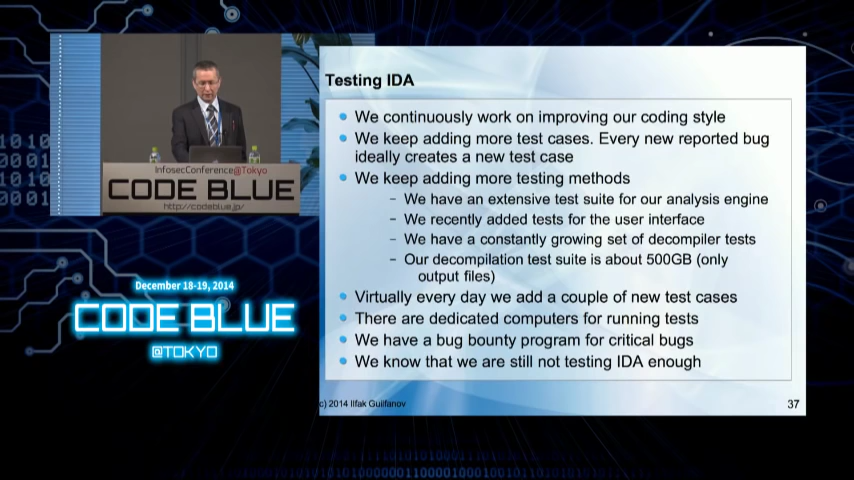 InfosecConference@Tokyo
CODE BLUE
http://codeblue.jp/
December 18-19, 2014
CODE BLUE
@TOKYO
Testing IDA
We continuously work on improving our coding style
We keep adding more test cases. Every new reported bug
ideally creates a new test case
We keep adding more testing methods
– We have an extensive test suite for our analysis engine
– We recently added tests for the user interface
– We have a constantly growing set of decompiler tests
– Our decompilation test suite is about 500GB (only
output files)
Virtually every day we add a couple of new test cases
There are dedicated computers for running tests
We have a bug bounty program for critical bugs
We know that we are still not testing IDA enough
c) 2014 Ilfak Guilfanov
37